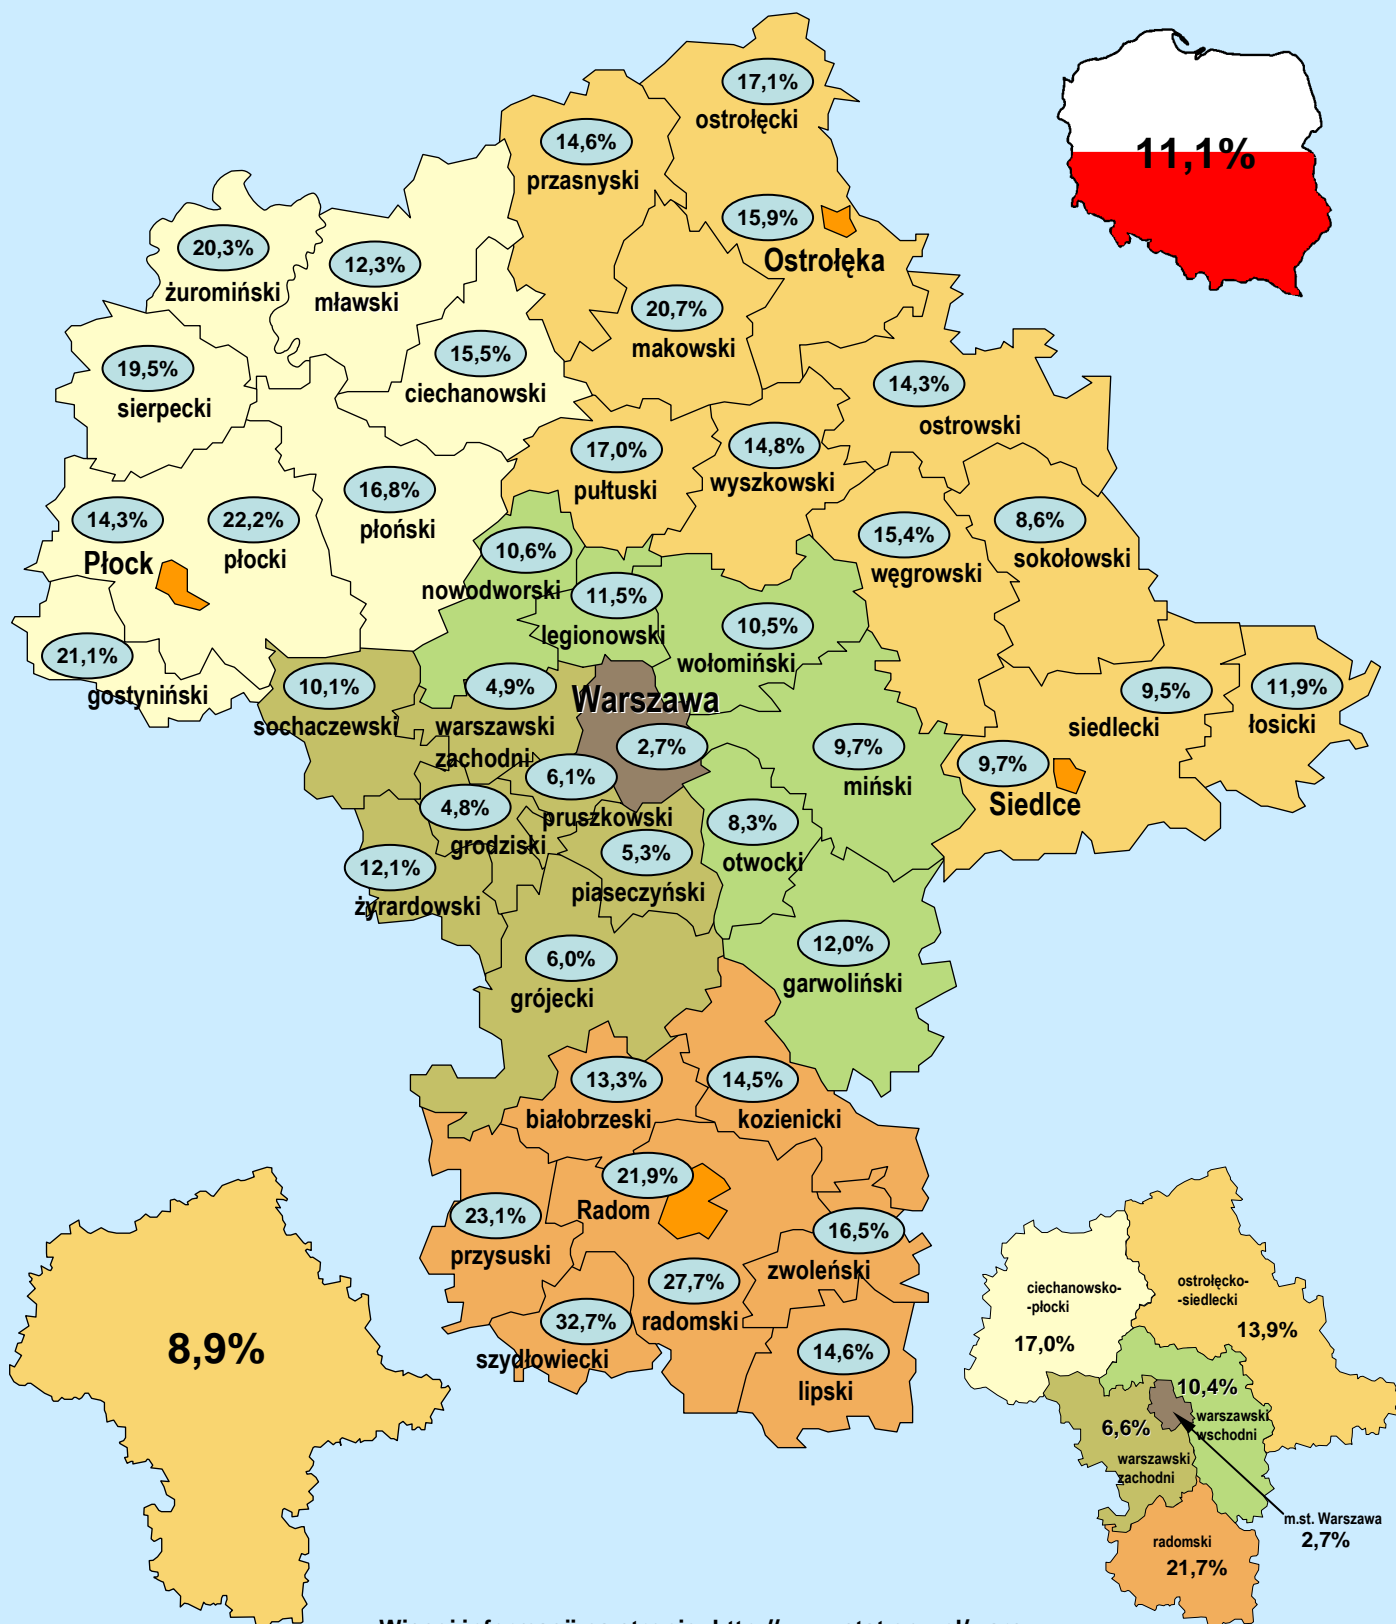 17,1%
ostrołęcki
11,1%
14,6%
przasnyski
15,9%
Ostrołęka
20,3%
żuromiński
12,3%
mławski
20,7%
makowski
15,5%
ciechanowski
19,5%
sierpecki
14,3%
ostrowski
17,0%
pułtuski
14,8%
wyszkowski
16,8%
płoński
14,3%
Płock
22,2%
płocki
15,4%
węgrowski
8,6%
sokołowski
10,6%
nowodworski
11,5%
legionowski
10,5%
wołomiński
21,1%
gostyniński
10,1%
sochaczewski
4,9%
warszawski
zachodni
Warszawa
2,7%
9,5%
siedlecki
11,9%
łosicki
9,7%
miński
9,7%
Siedlce
6,1%
pruszkowski
4,8%
grodziski
8,3%
otwocki
5,3%
piaseczyński
12,1%
żyrardowski
12,0%
garwoliński
6,0%
grójecki
13,3%
białobrzeski
14,5%
kozienicki
21,9%
Radom
23,1%
przysuski
16,5%
zwoleński
27,7%
radomski
32,7%
szydłowiecki
14,6%
lipski
8,9%
ciechanowsko-
-płocki
17,0%
ostrołęcko-
-siedlecki
13,9%
10,4%
warszawski
wschodni
6,6%
warszawski
zachodni
m.st. Warszawa
2,7%
radomski
21,7%